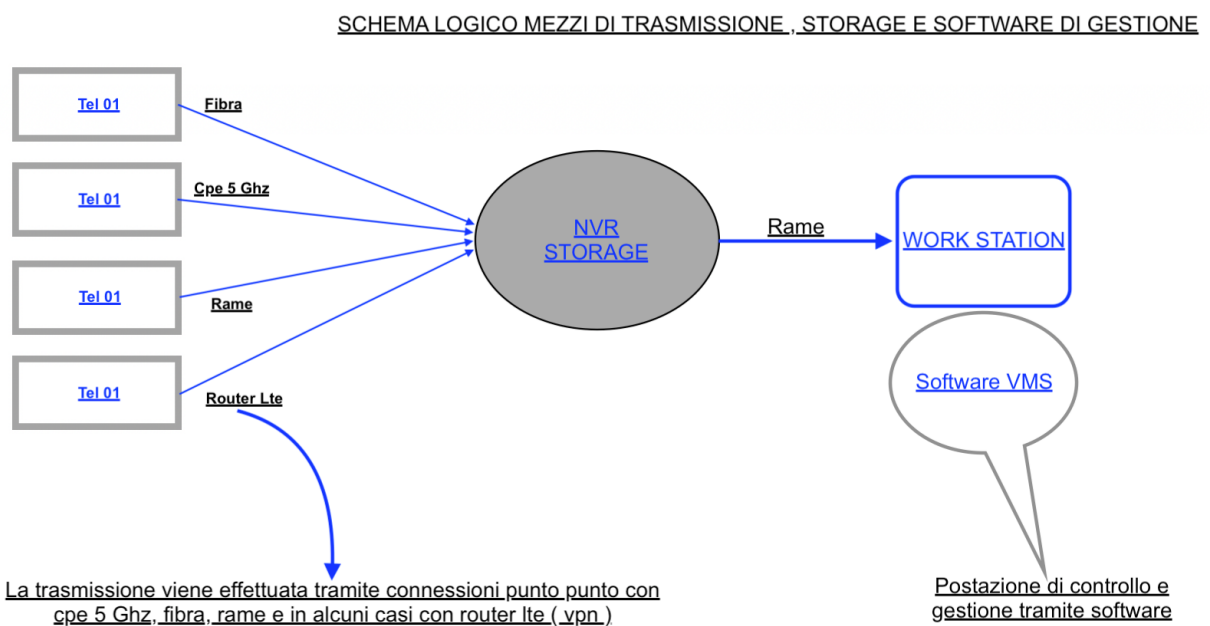 SCHEMA LOGICO MEZZI DI TRASMISSIONE , STORAGE E SOFTWARE DI GESTIONE
Tel 01
Fibra
Tel 01
Cpe 5 Ghz
Tel 01
Rame
Tel 01
Router Lte
NVR
STORAGE
Rame
WORK STATION
Software VMS
La trasmissione viene effettuata tramite connessioni punto punto con
cpe 5 Ghz, fibra, rame e in alcuni casi con router lte ( vpn )
Postazione di controllo e
gestione tramite software